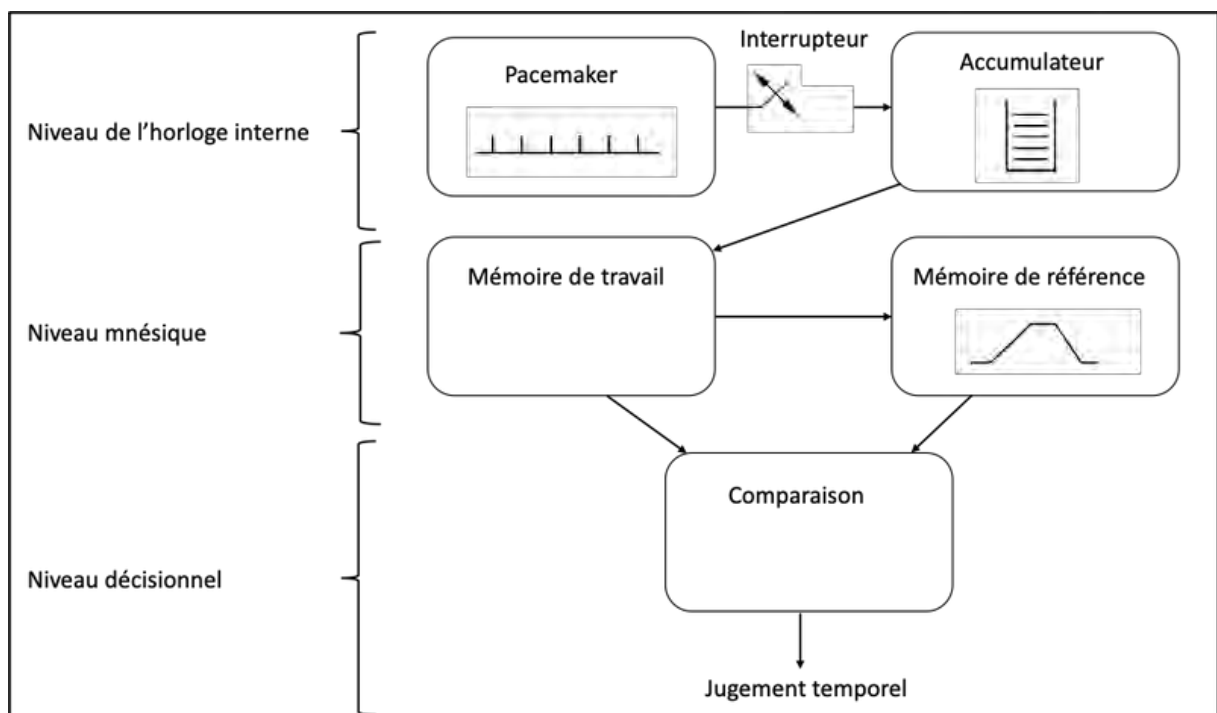 Interrupteur
Pacemaker
Accumulateur
Niveau de l'horloge interne
Mémoire de travail
Mémoire de référence
Niveau mnésique
Comparaison
Niveau décisionnel
Jugement temporel